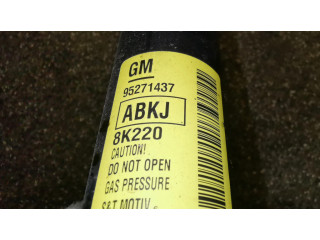 GM
95271437
ABKJ
8K220
CAUTION!
DO NOT OPEN
GAS PRESSURE
S&T MOTIV